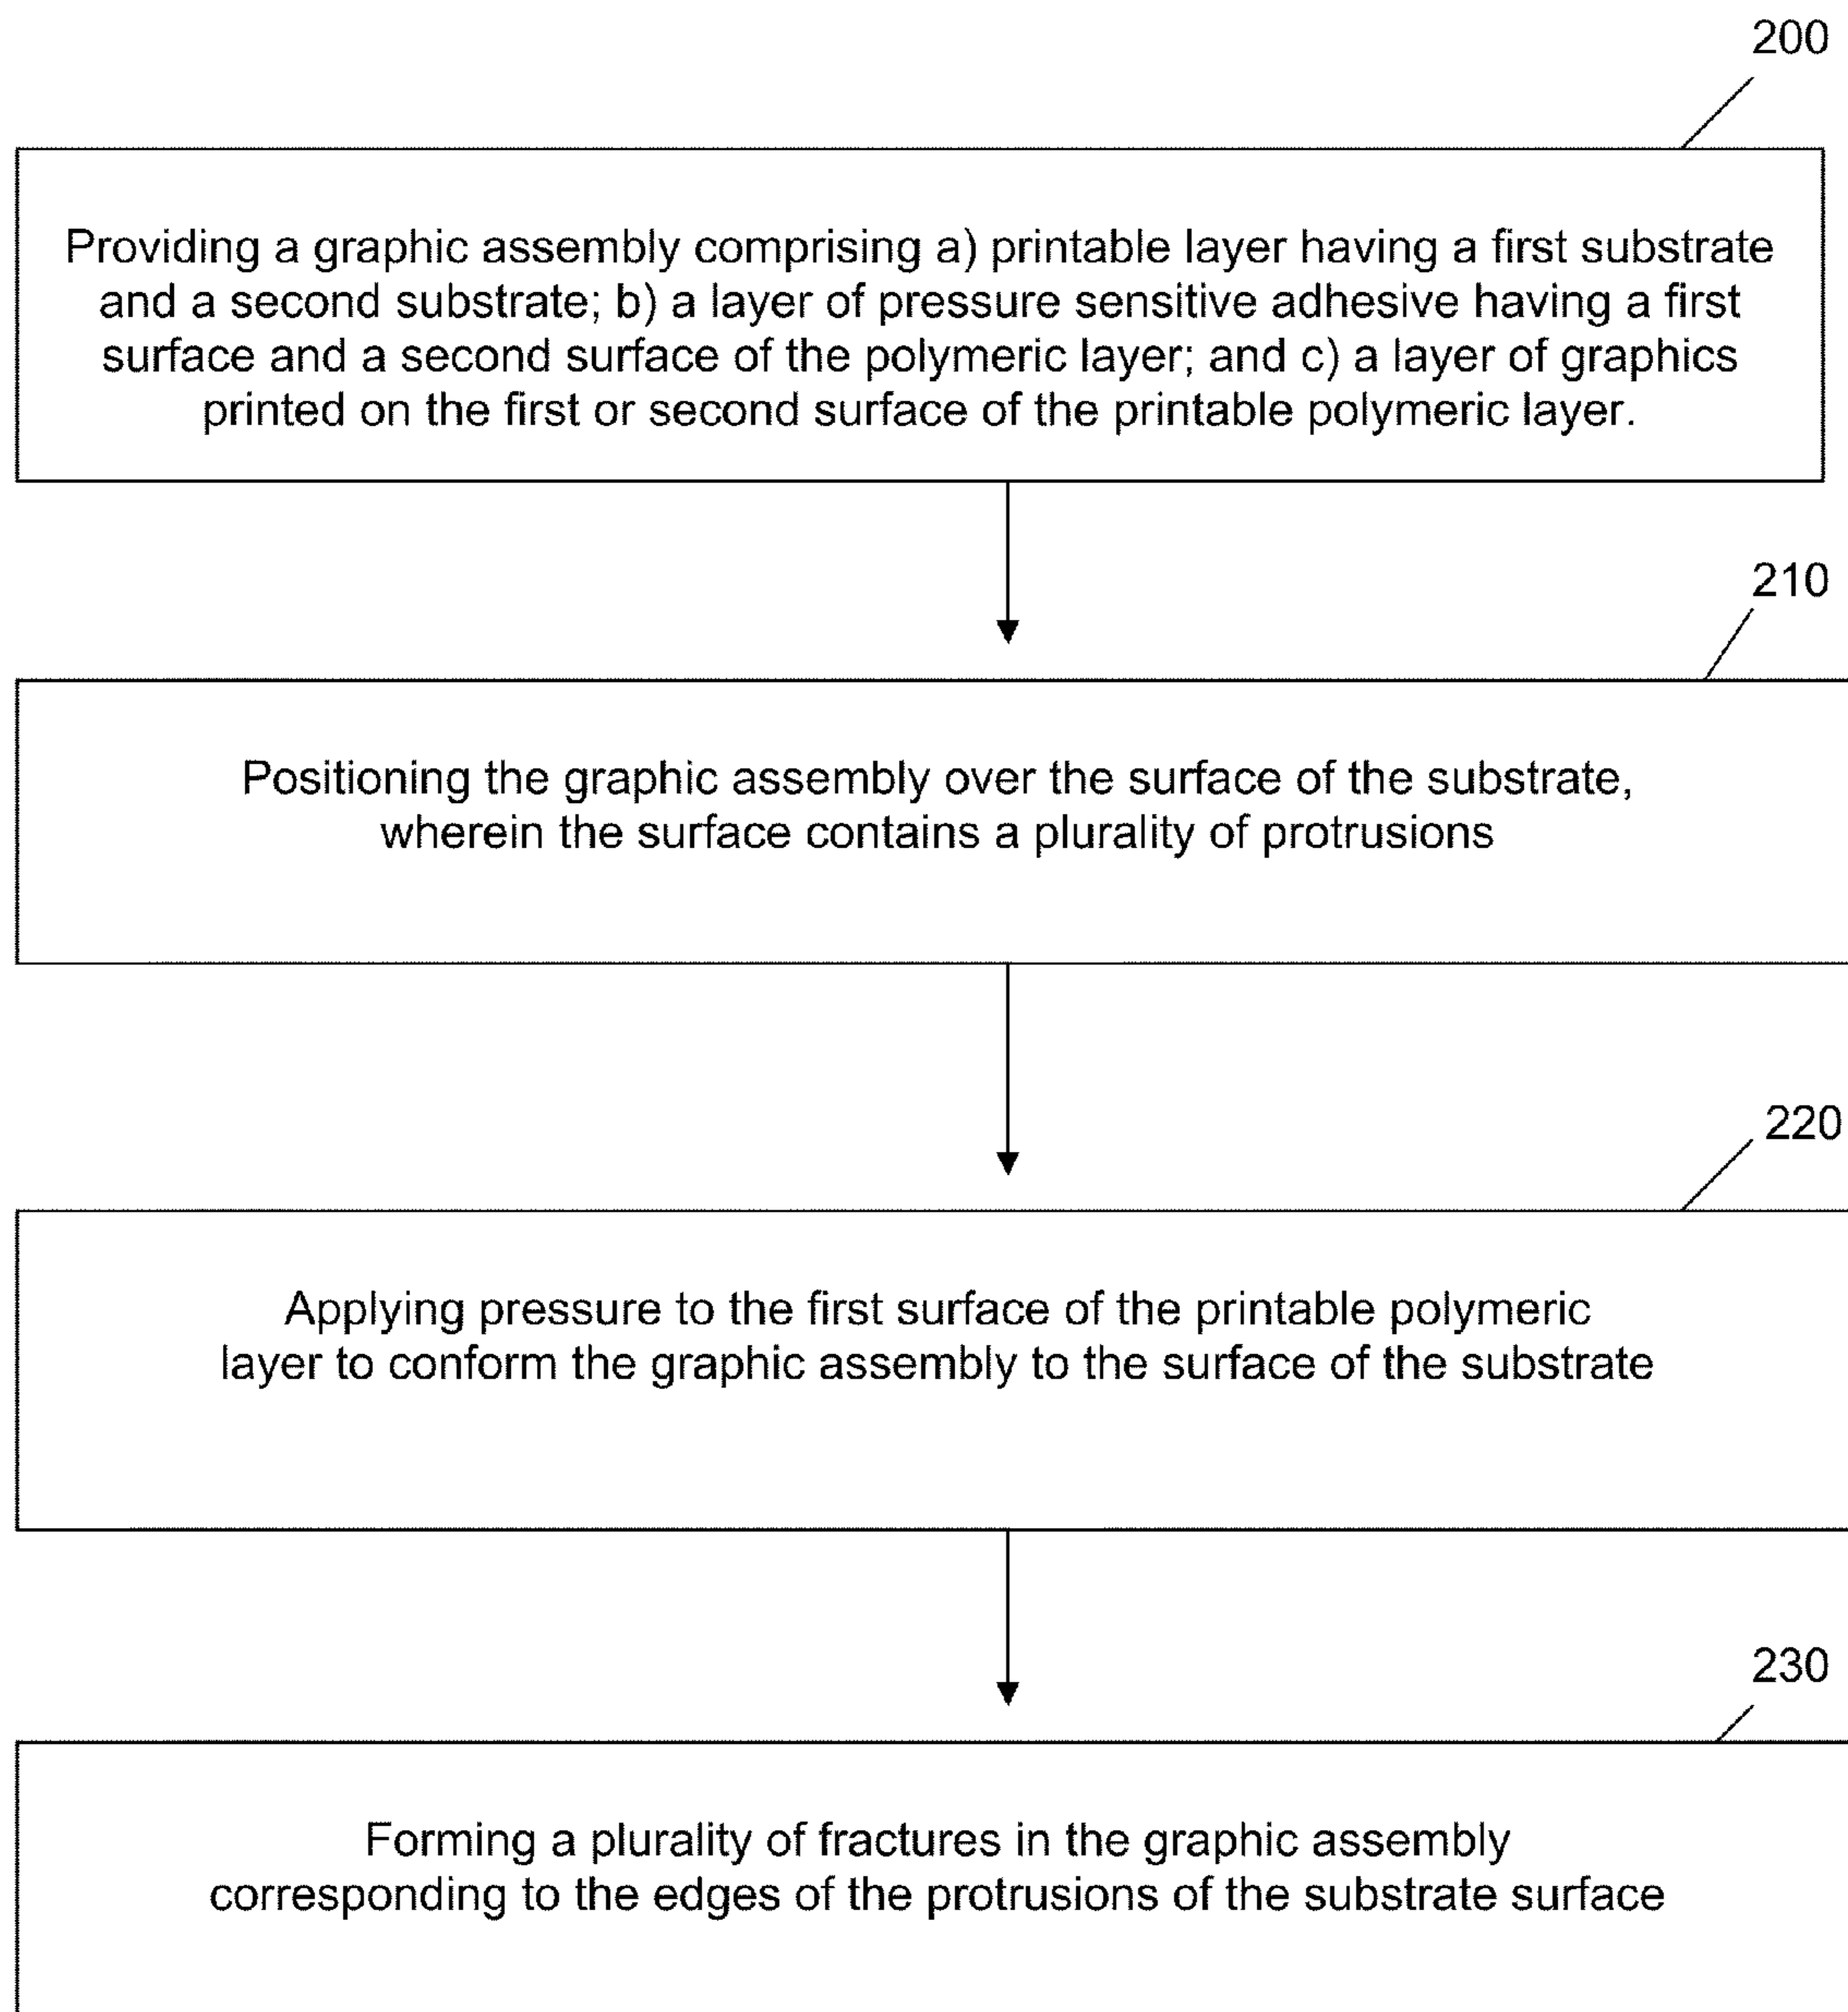 200
Providing a graphic assembly comprising a) printable layer having a first substrate
and a second substrate; b) a layer of pressure sensitive adhesive having a first
surface and a second surface of the polymeric layer; and c) a layer of graphics
printed on the first or second surface of the printable polymeric layer.
210
Positioning the graphic assembly over the surface of the substrate,
wherein the surface contains a plurality of protrusions
220
Applying pressure to the first surface of the printable polymeric
layer to conform the graphic assembly to the surface of the substrate
230
Forming a plurality of fractures in the graphic assembly
corresponding to the edges of the protrusions of the substrate surface